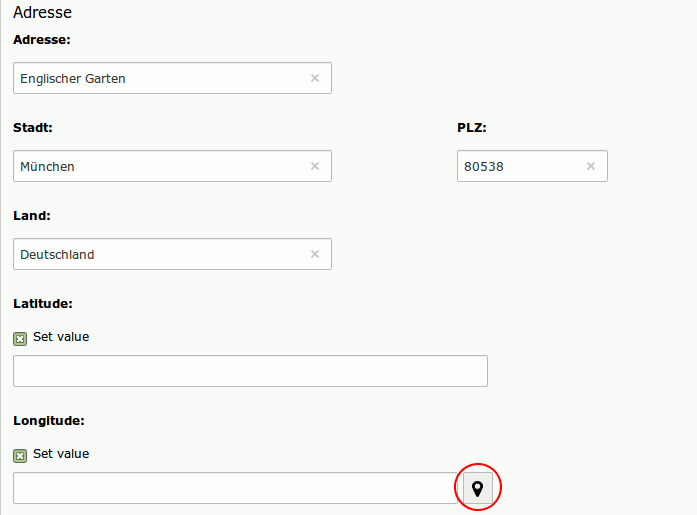 Adresse
Adresse:
Englischer Garten
Stadt: PLZ:
München 80538
Land:
Deutschland
Latitude:
Set value
Longitude:
Set value